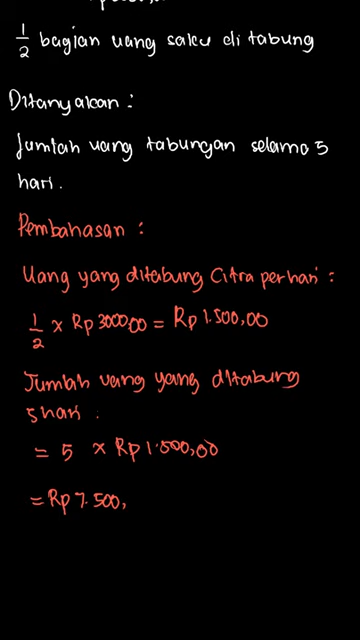 1/2 bagian uang saku ditabung
Ditanyakan :
Jumlah uang tabungan selama 5
hari.
Pembahasan :
Uang yang ditabung Citra perhari :
1/2 x Rp 3000,00 = Rp 1.500,00
Jumlah uang yang ditabung
5 hari .
= 5 x Rp 1.500,00
= Rp 7.500,